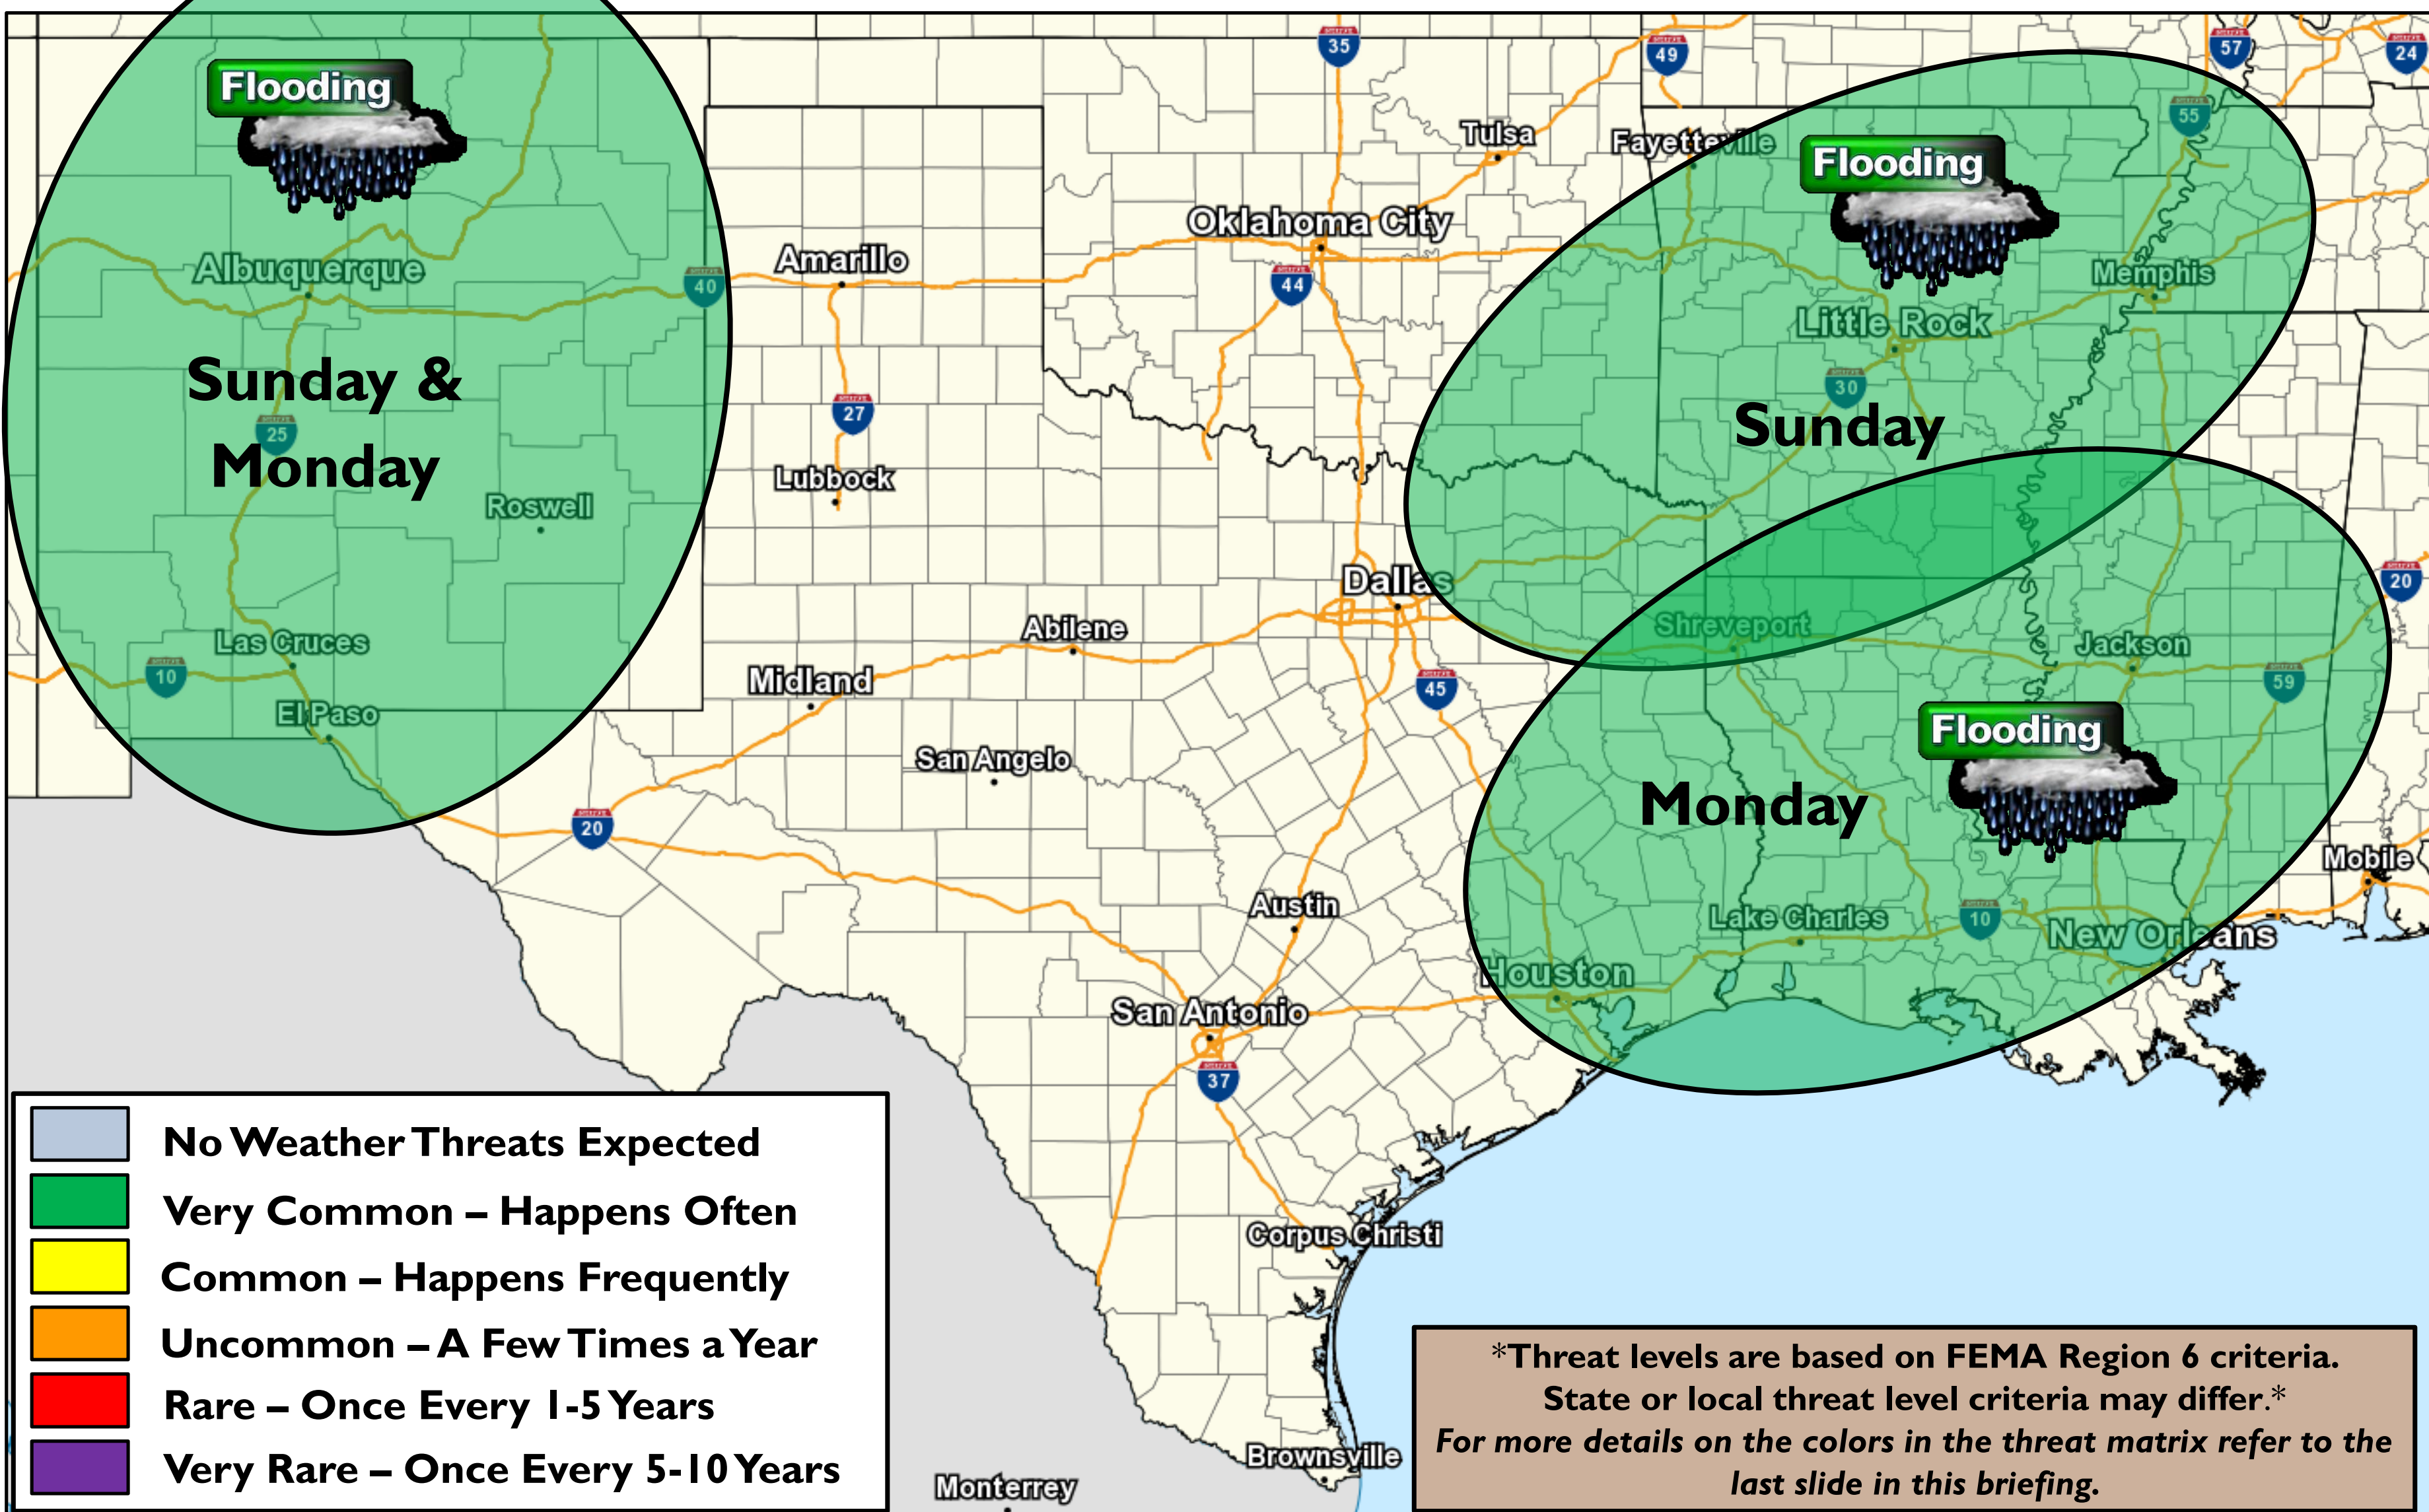 35
49
57
24
55
Flooding
Tulsa
Fayetteville
Flooding
Oklahoma City
Albuquerque
Amarillo
40
44
Memphis
Little Rock
30
Sunday &
Monday
25
27
Sunday
Lubbock
Roswell
Dallas
20
Abilene
Shreveport
Las Cruces
Jackson
10
Midland
45
59
El Paso
Flooding
San Angelo
Monday
20
Mobile
Austin
Lake Charles
10
New Orleans
Houston
San Antonio
37
Corpus Christi
Brownsville
Monterrey
No Weather Threats Expected
Very Common – Happens Often
Common – Happens Frequently
Uncommon – A Few Times a Year
Rare – Once Every 1-5 Years
Very Rare – Once Every 5-10 Years
*Threat levels are based on FEMA Region 6 criteria.
State or local threat level criteria may differ.*
For more details on the colors in the threat matrix refer to the
last slide in this briefing.